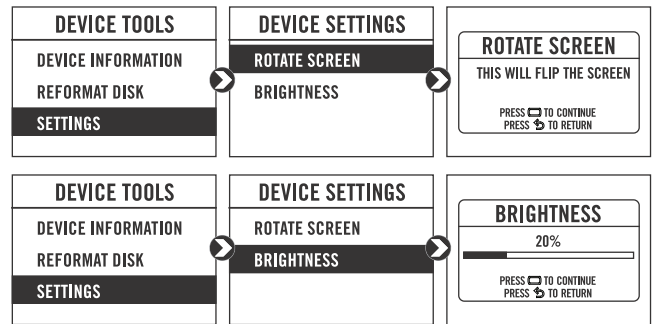 DEVICE TOOLS
DEVICE INFORMATION
REFORMAT DISK
SETTINGS
DEVICE SETTINGS
ROTATE SCREEN
BRIGHTNESS
ROTATE SCREEN
THIS WILL FLIP THE SCREEN
PRESS TO CONTINUE
PRESS TO RETURN
DEVICE TOOLS
DEVICE INFORMATION
REFORMAT DISK
SETTINGS
DEVICE SETTINGS
ROTATE SCREEN
BRIGHTNESS
BRIGHTNESS
20%
PRESS TO CONTINUE
PRESS TO RETURN